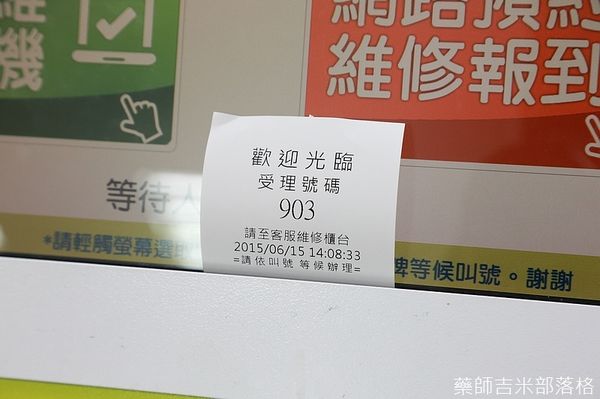 維
機
網路預約
維修報到
歡迎光臨
受理號碼
903
請至客服維修櫃台
2015/06/15 14:08:33
=請依叫號 等候辦理=
等待人
*請輕觸螢幕選取
牌等候叫號。謝謝
藥師吉米部落格